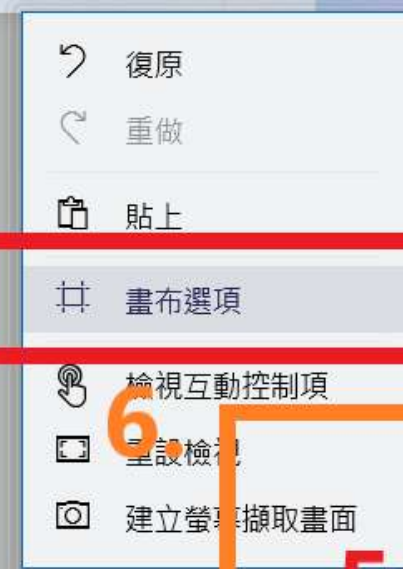 復原
重做
貼上
畫布選項
檢視互動控制項
6.
重設檢視
建立螢幕擷取畫面